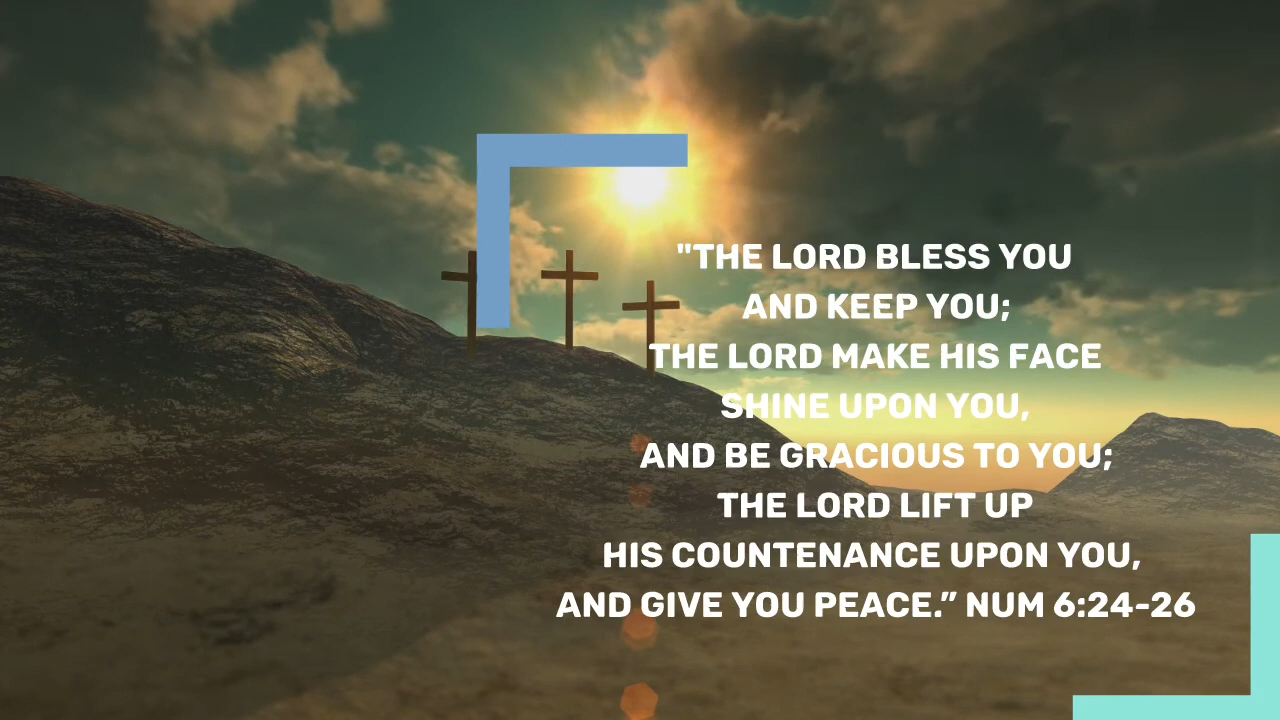 "THE LORD BLESS YOU
AND KEEP YOU;
THE LORD MAKE HIS FACE
SHINE UPON YOU,
AND BE GRACIOUS TO YOU;
THE LORD LIFT UP
HIS COUNTENANCE UPON YOU,
AND GIVE YOU PEACE.” NUM 6:24-26